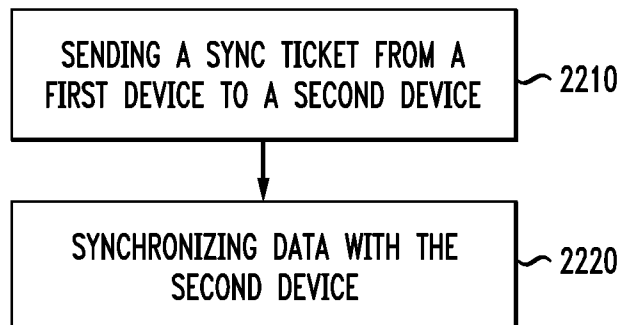 SENDING A SYNC TICKET FROM A
FIRST DEVICE TO A SECOND DEVICE
2210
SYNCHRONIZING DATA WITH THE
SECOND DEVICE
2220